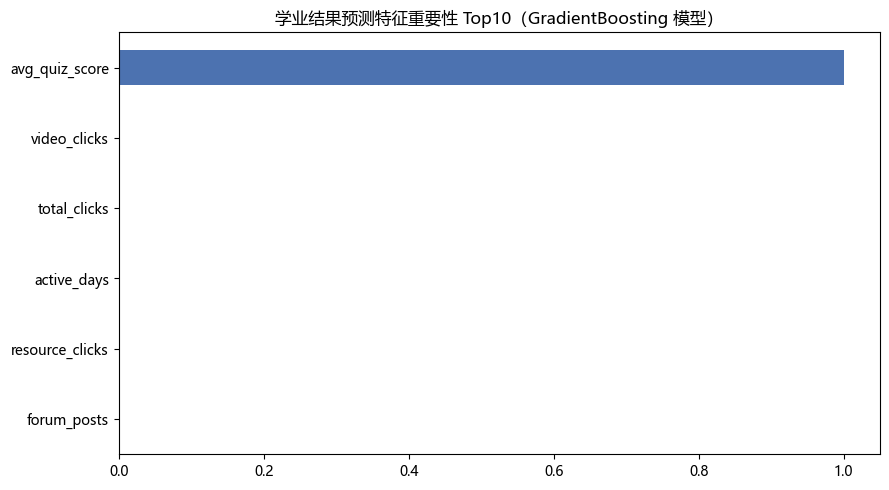 学业结果预测特征重要性 Top10（GradientBoosting 模型）
avg_quiz_score
video_clicks
total_clicks
active_days
resource_clicks
forum_posts
0.0 0.2 0.4 0.6 0.8 1.0